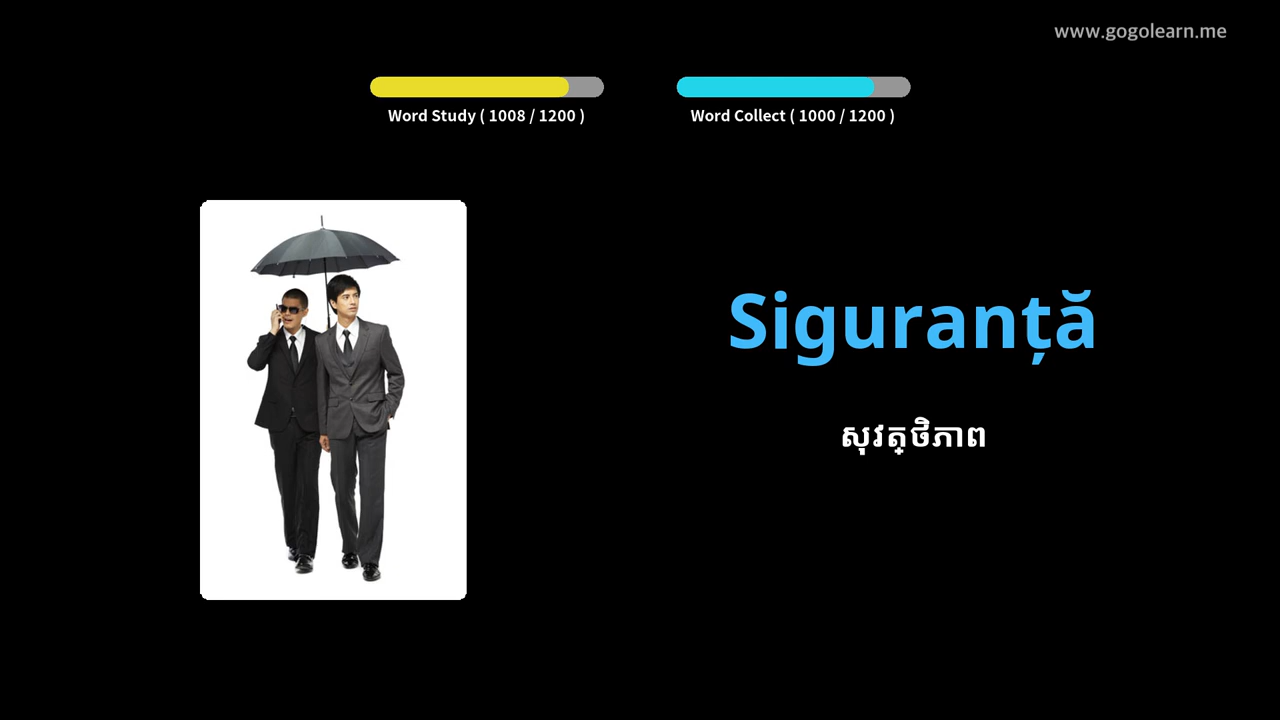 www.gogolearn.me
Word Study ( 1008 / 1200 )
Word Collect ( 1000 / 1200 )
Siguranță
សុវត្ថិភាព